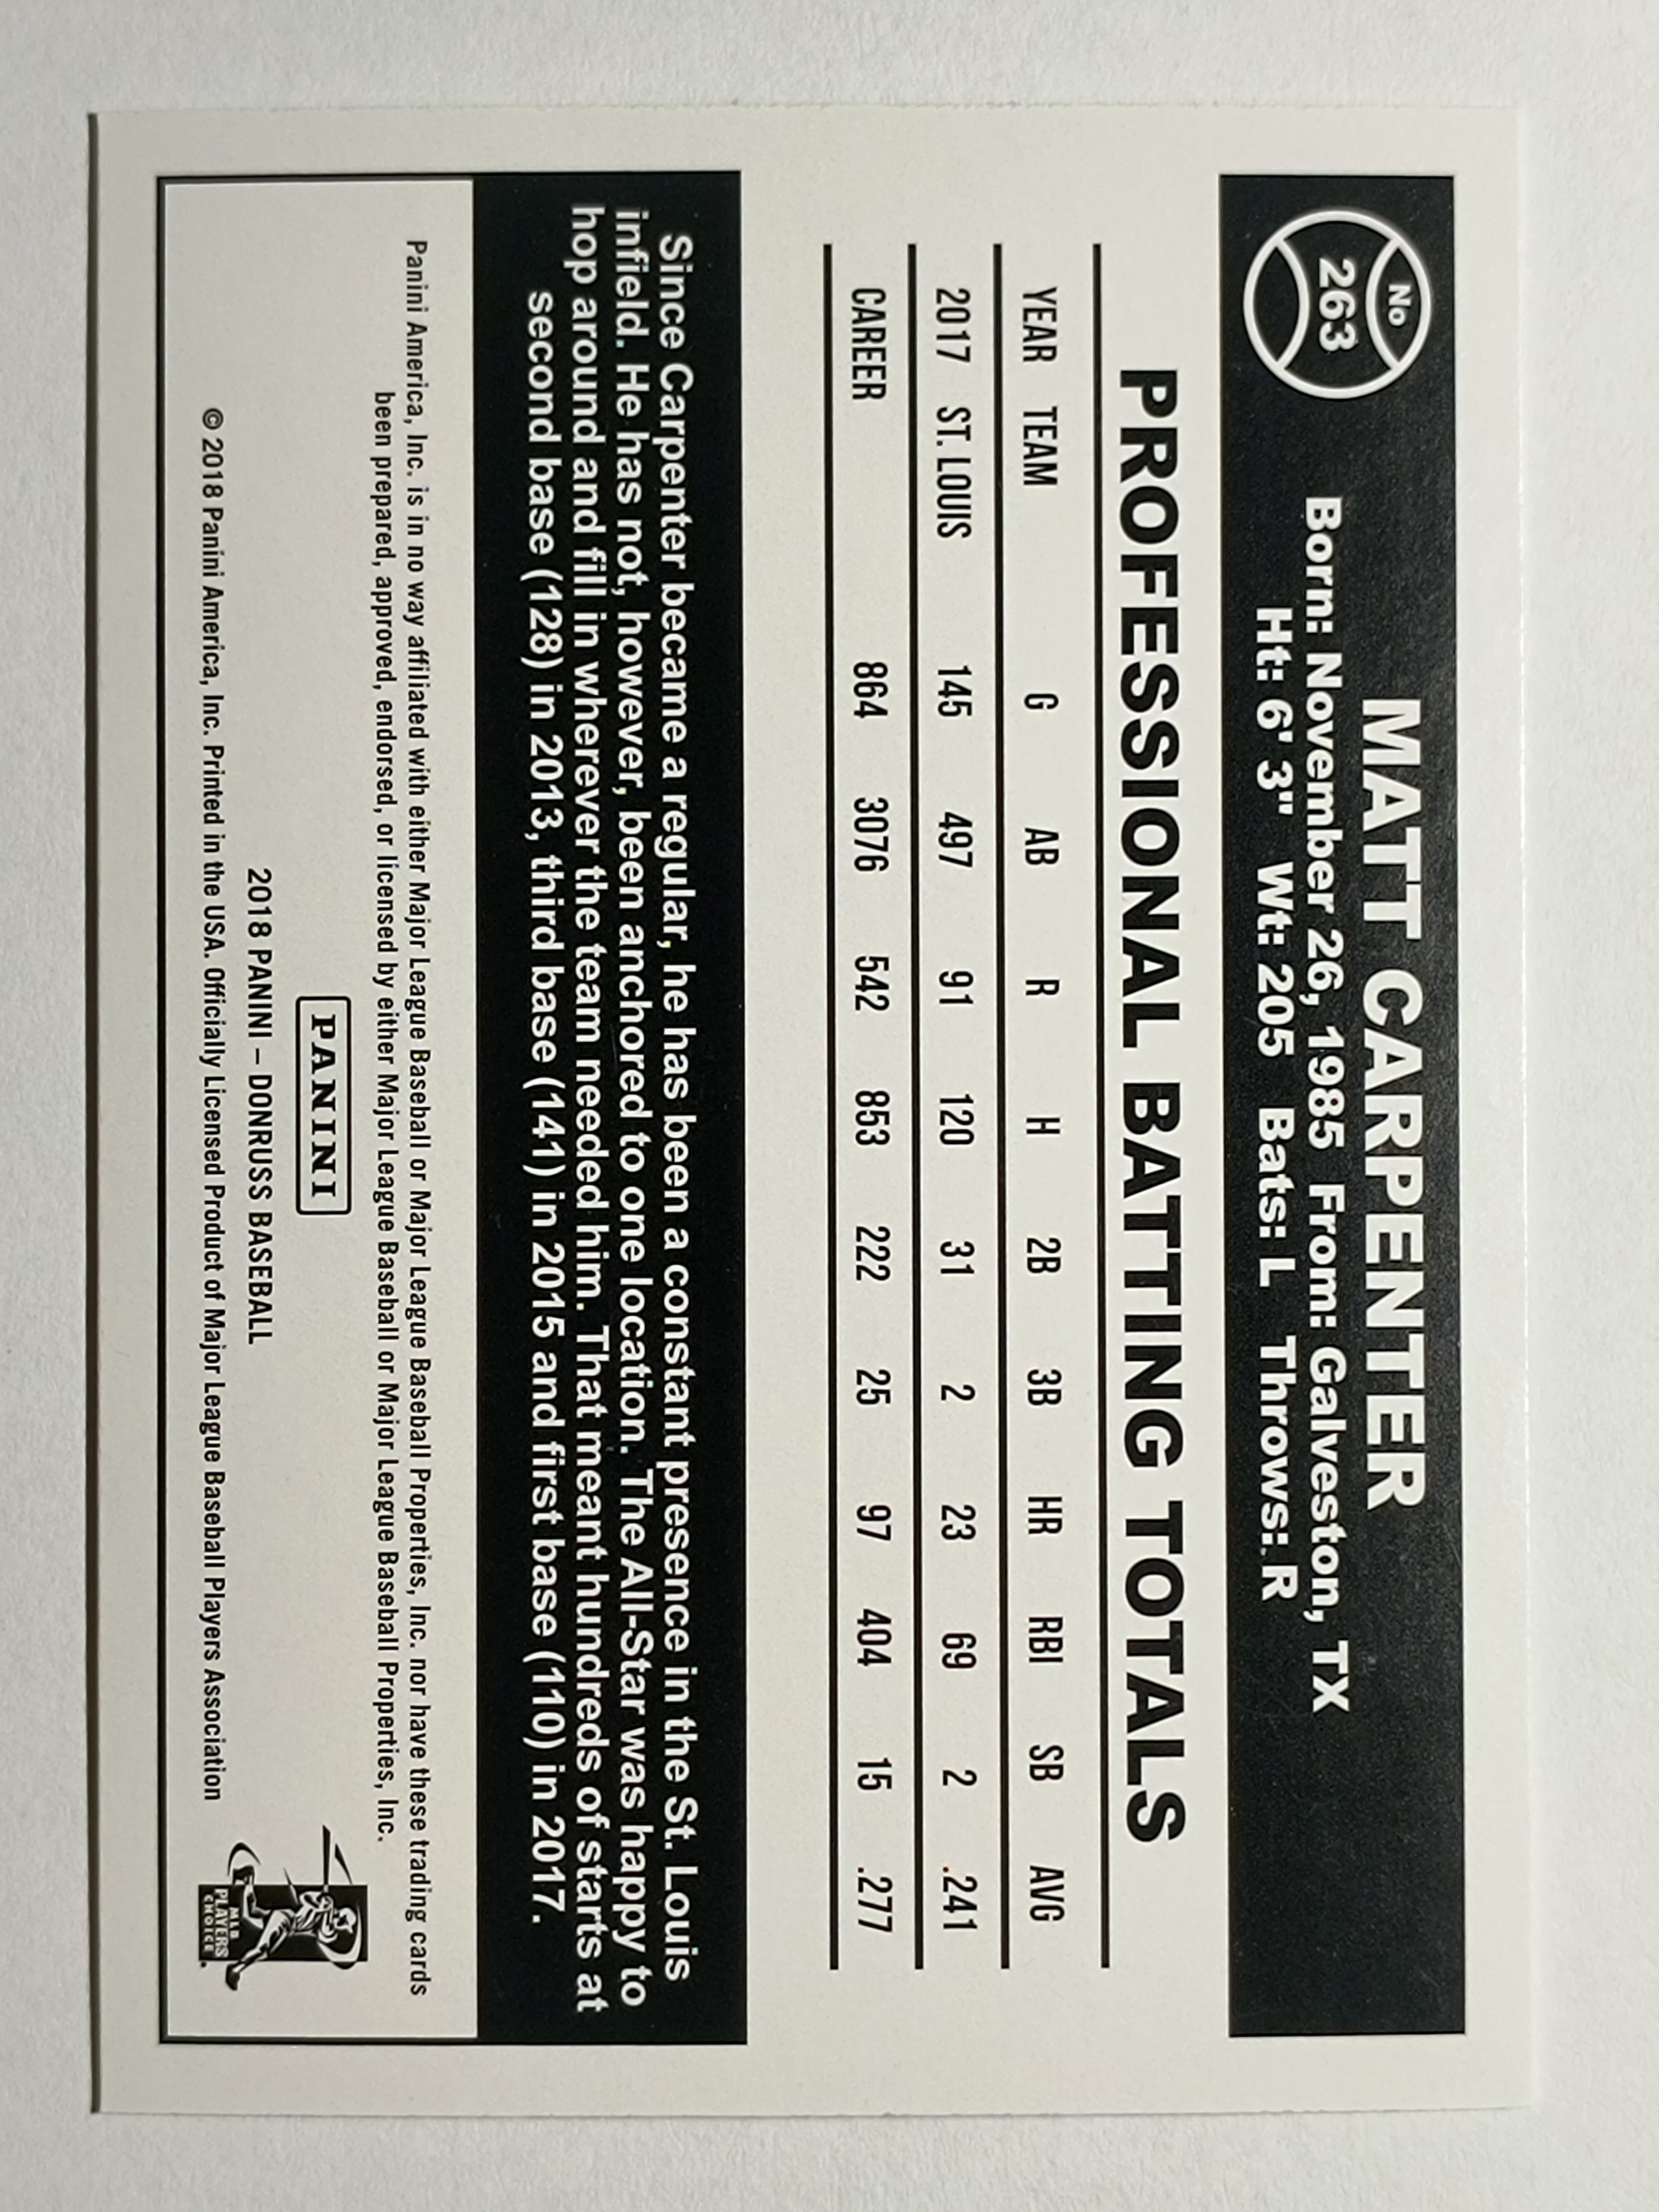 No
263
MATT CARPENTER
Born: November 26, 1985 From: Galveston, TX
Ht: 6' 3" Wt: 205 Bats: L Throws: R
PROFESSIONAL BATTING TOTALS
YEAR TEAM G AB R H 2B 3B HR RBI SB AVG
2017 ST. LOUIS 145 497 91 120 31 2 23 69 2 .241
CAREER 864 3076 542 853 222 25 97 404 15 .277
Since Carpenter became a regular, he has been a constant presence in the St. Louis
infield. He has not, however, been anchored to one location. The All-Star was happy to
hop around and fill in wherever the team needed him. That meant hundreds of starts at
second base (128) in 2013, third base (141) in 2015 and first base (110) in 2017.
Panini America, Inc. is in no way affiliated with either Major League Baseball or Major League Baseball Properties, Inc. nor have these trading cards
been prepared, approved, endorsed, or licensed by either Major League Baseball or Major League Baseball Properties, Inc.
PANINI
2018 PANINI – DONRUSS BASEBALL
© 2018 Panini America, Inc. Printed in the USA. Officially Licensed Product of Major League Baseball Players Association
MLB
PLAYERS
CHOICE